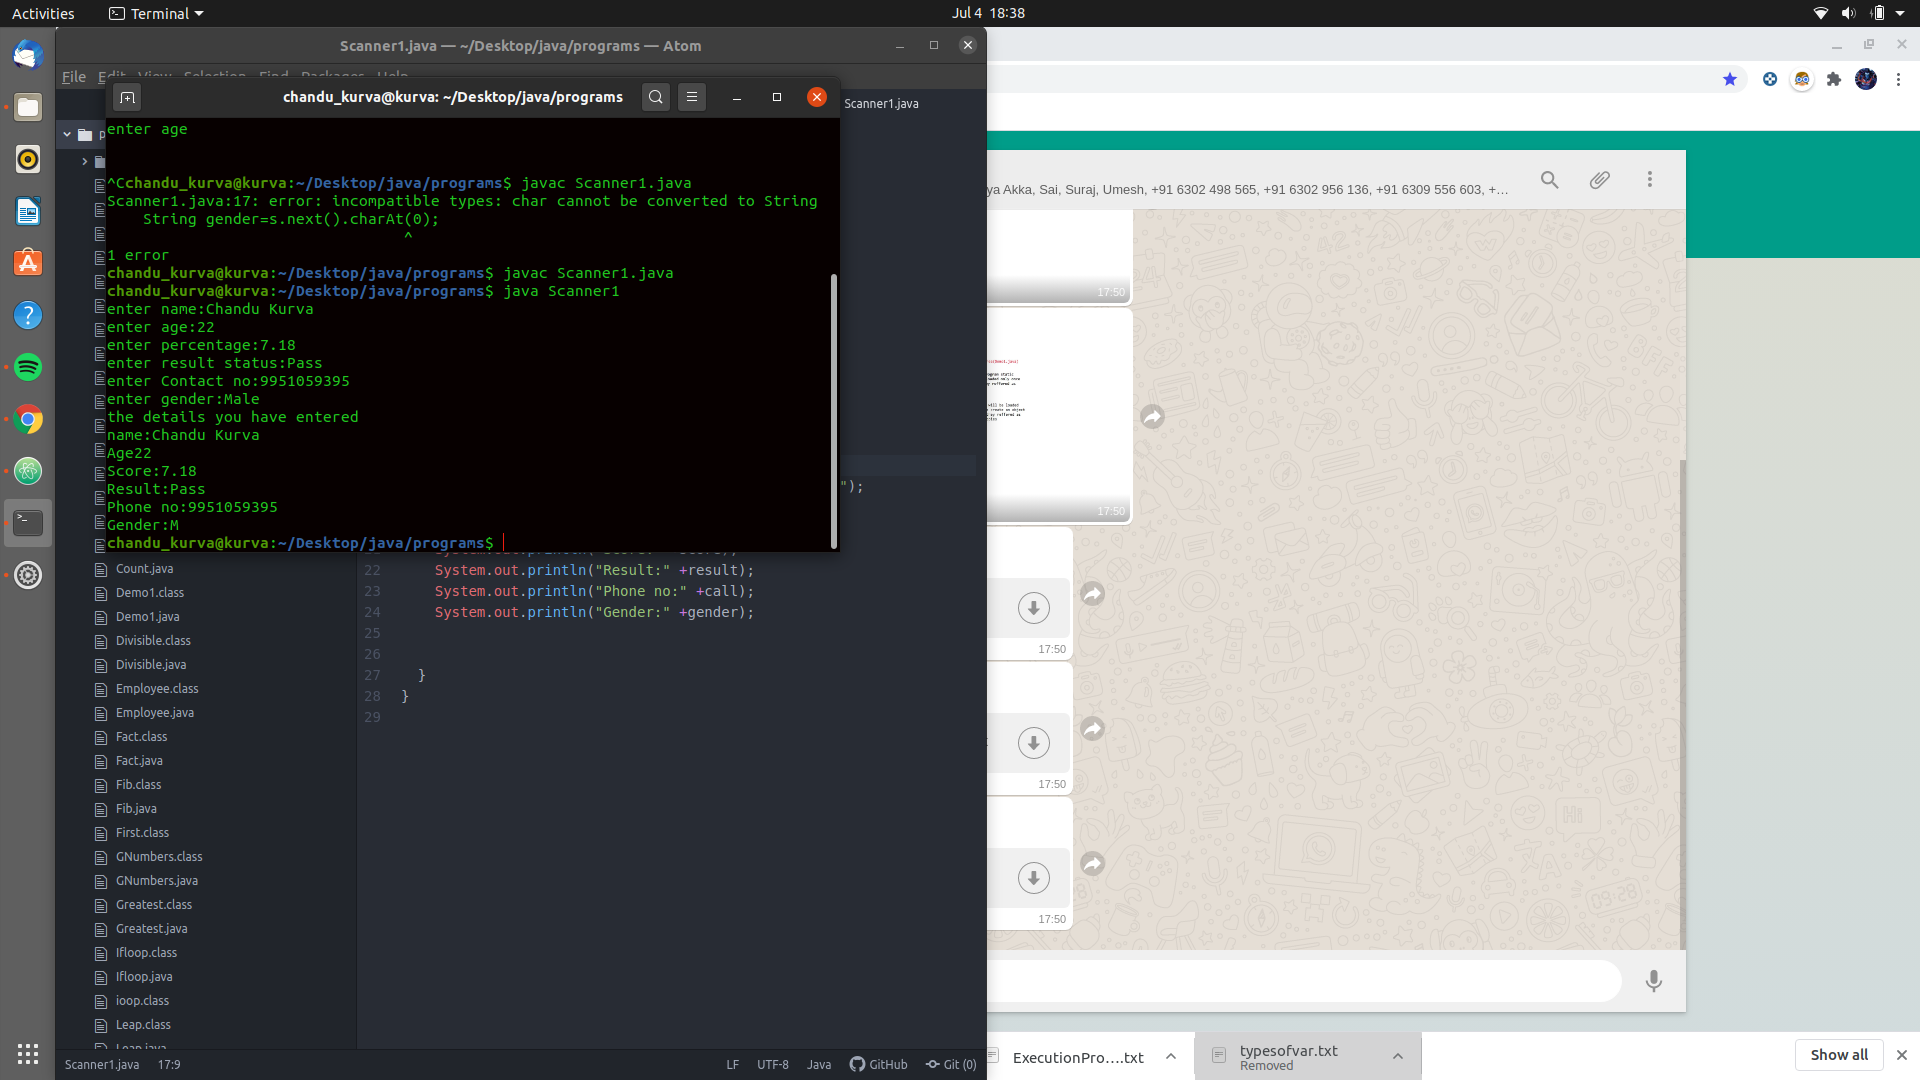 Activities
Terminal
Jul 4 18:38
Scanner1.java — ~/Desktop/java/programs — Atom
File Edit View Selection Find Packages Help
chandu_kurva@kurva: ~/Desktop/java/programs
Scanner1.java
enter age
^Cchandu_kurva@kurva:~/Desktop/java/programs$ javac Scanner1.java
Scanner1.java:17: error: incompatible types: char cannot be converted to String
String gender=s.next().charAt(0);
^
1 error
chandu_kurva@kurva:~/Desktop/java/programs$ javac Scanner1.java
chandu_kurva@kurva:~/Desktop/java/programs$ java Scanner1
enter name:Chandu Kurva
enter age:22
enter percentage:7.18
enter result status:Pass
enter Contact no:9951059395
enter gender:Male
the details you have entered
name:Chandu Kurva
Age22
Score:7.18
Result:Pass
Phone no:9951059395
Gender:M
chandu_kurva@kurva:~/Desktop/java/programs$
");
22 System.out.println("Result:" +result);
23 System.out.println("Phone no:" +call);
24 System.out.println("Gender:" +gender);
25
26
27 }
28 }
29
Count.java
Demo1.class
Demo1.java
Divisible.class
Divisible.java
Employee.class
Employee.java
Fact.class
Fact.java
Fib.class
Fib.java
First.class
GNumbers.class
GNumbers.java
Greatest.class
Greatest.java
Ifloop.class
Ifloop.java
ioop.class
Leap.class
Leap.java
Scanner1.java 17:9
LF UTF-8 Java GitHub Git (0)
ya Akka, Sai, Suraj, Umesh, +91 6302 498 565, +91 6302 956 136, +91 6309 556 603, +...
17:50
17:50
17:50
17:50
17:50
ExecutionPro....txt
typesofvar.txt
Removed
Show all